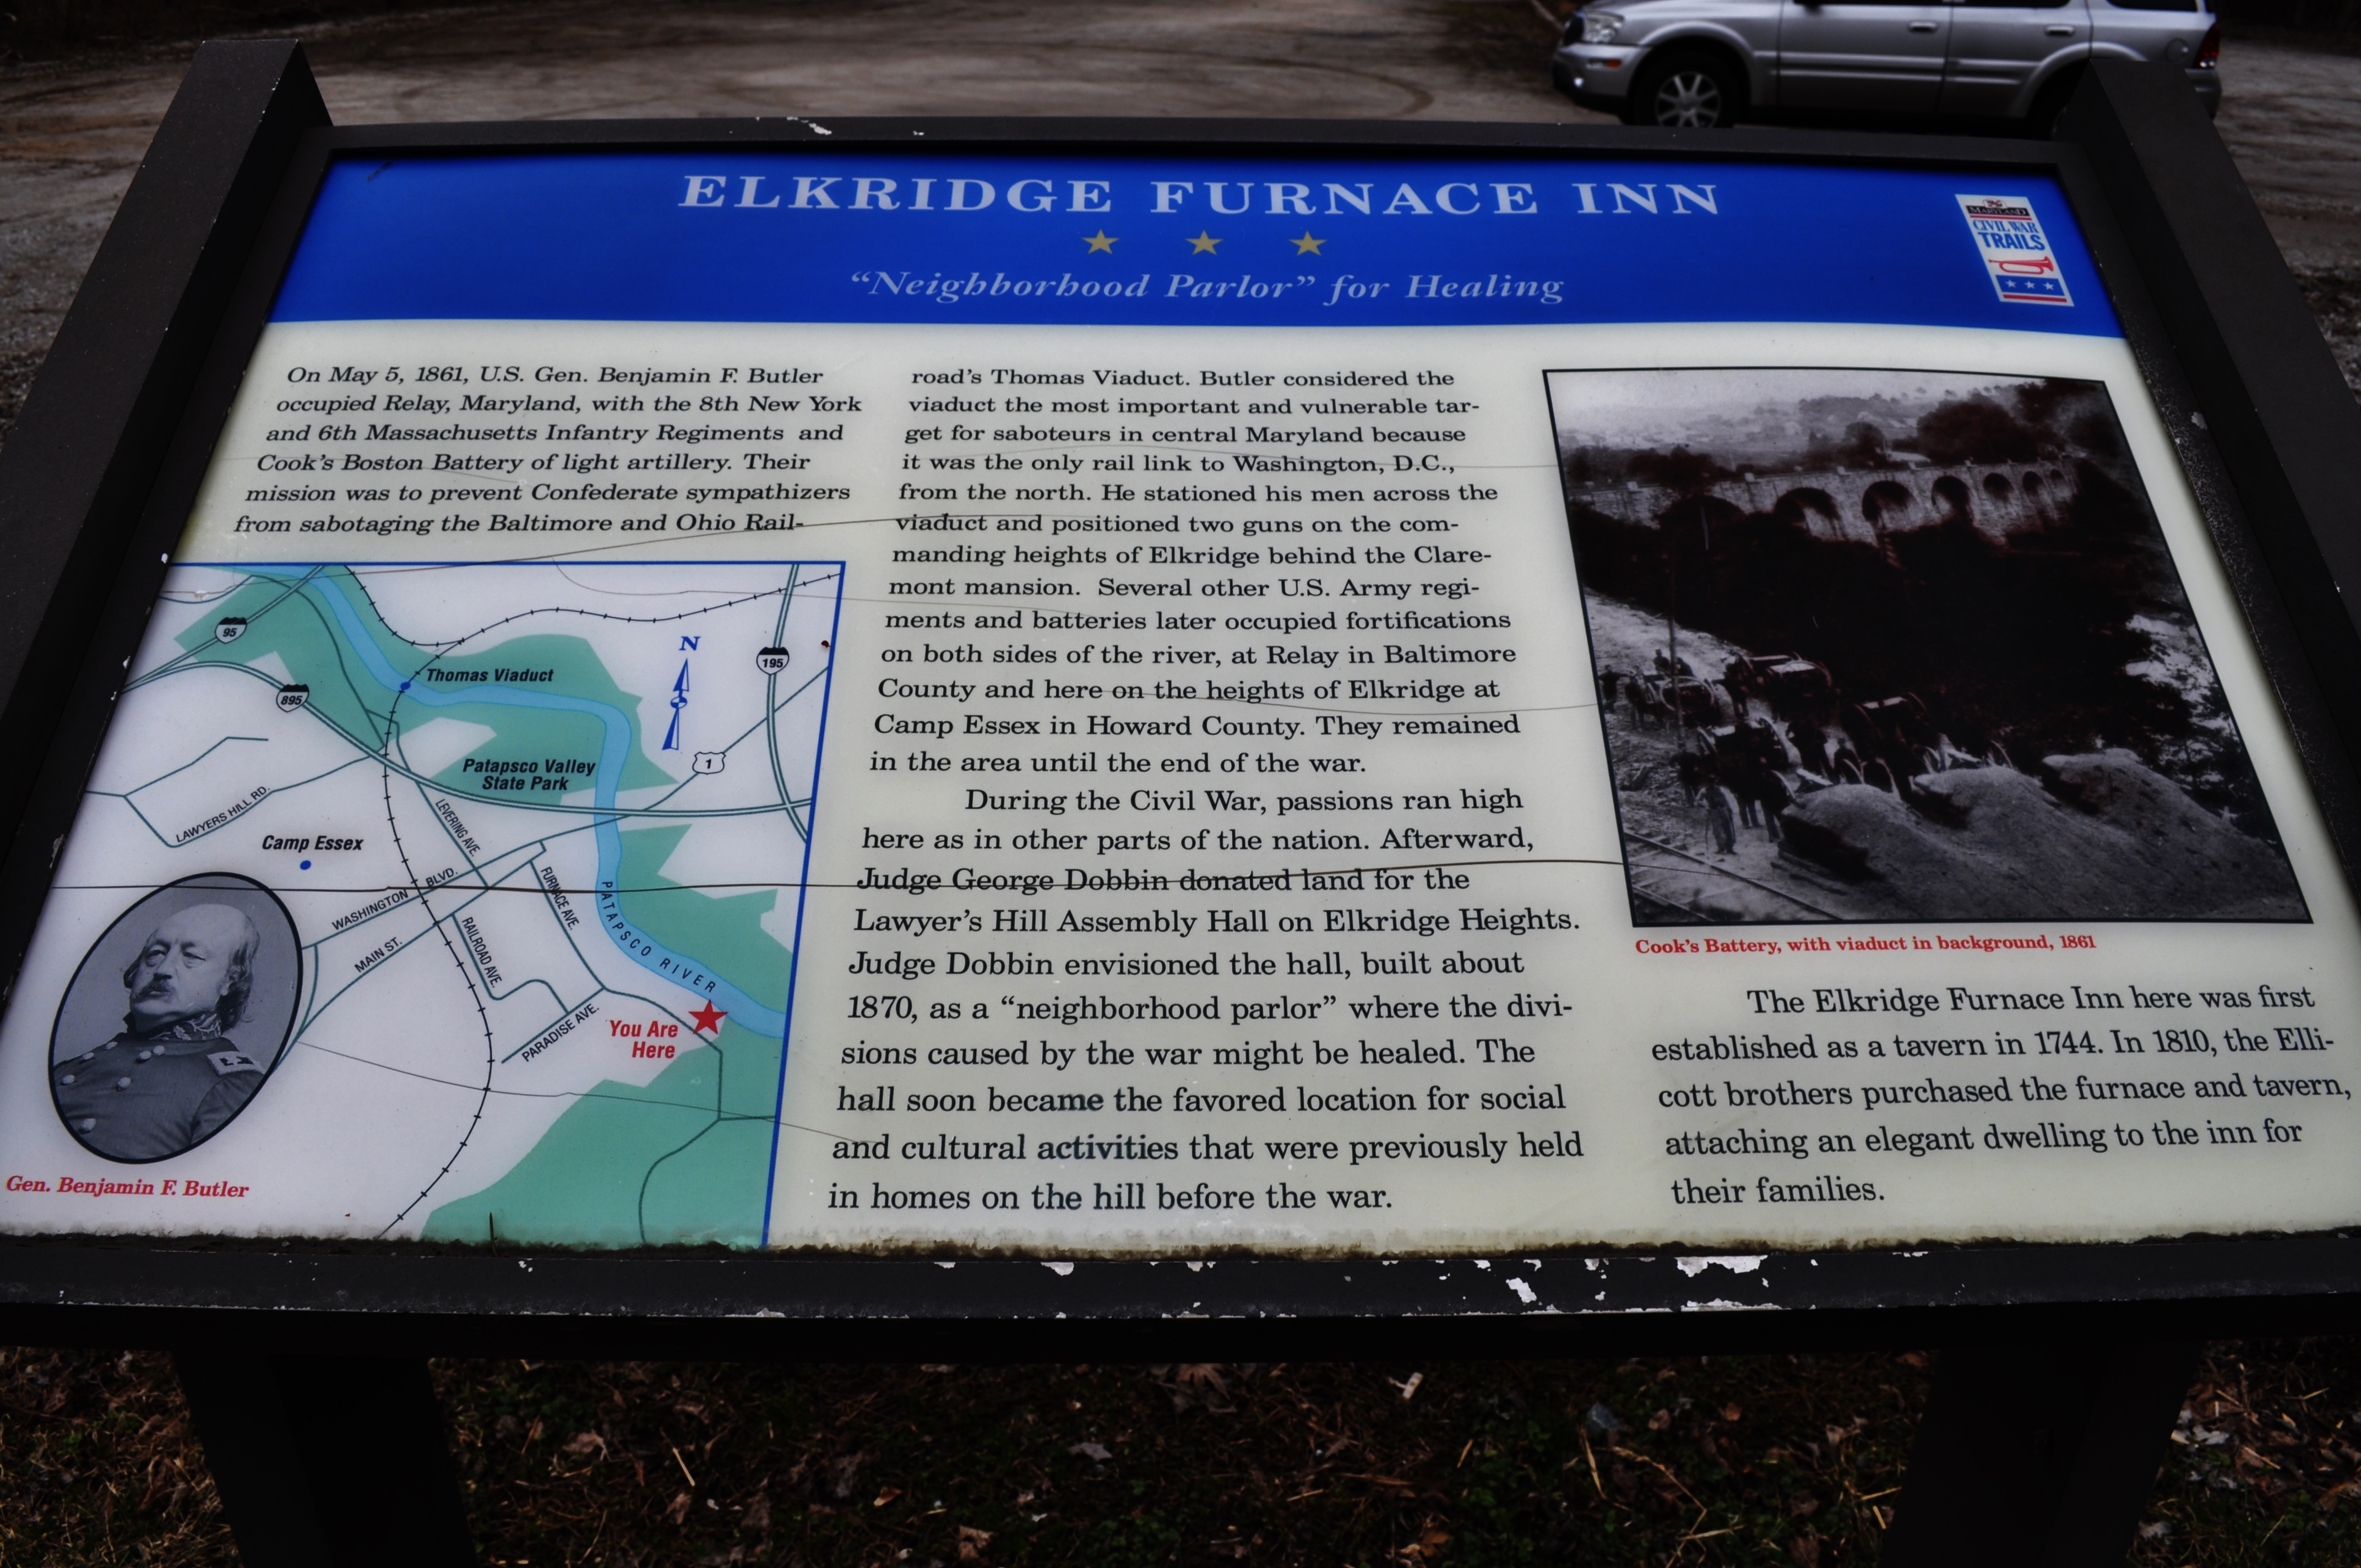 ELKRIDGE FURNACE INN
"Neighborhood Parlor" for Healing
MARYLAND
CIVIL WAR
TRAILS
On May 5, 1861, U.S. Gen. Benjamin F. Butler
occupied Relay, Maryland, with the 8th New York
and 6th Massachusetts Infantry Regiments and
Cook's Boston Battery of light artillery. Their
mission was to prevent Confederate sympathizers
from sabotaging the Baltimore and Ohio Rail-
road's Thomas Viaduct. Butler considered the
viaduct the most important and vulnerable tar-
get for saboteurs in central Maryland because
it was the only rail link to Washington, D.C.,
from the north. He stationed his men across the
viaduct and positioned two guns on the com-
manding heights of Elkridge behind the Clare-
mont mansion. Several other U.S. Army regi-
ments and batteries later occupied fortifications
on both sides of the river, at Relay in Baltimore
County and here on the heights of Elkridge at
Camp Essex in Howard County. They remained
in the area until the end of the war.
During the Civil War, passions ran high
here as in other parts of the nation. Afterward,
Judge George Dobbin donated land for the
Lawyer's Hill Assembly Hall on Elkridge Heights.
Judge Dobbin envisioned the hall, built about
1870, as a "neighborhood parlor" where the divi-
sions caused by the war might be healed. The
hall soon became the favored location for social
and cultural activities that were previously held
in homes on the hill before the war.
Cook's Battery, with viaduct in background, 1861
The Elkridge Furnace Inn here was first
established as a tavern in 1744. In 1810, the Elli-
cott brothers purchased the furnace and tavern,
attaching an elegant dwelling to the inn for
their families.
95
895
195
1
N
Thomas Viaduct
Patapsco Valley
State Park
LAWYERS HILL RD.
LEVERING AVE.
Camp Essex
WASHINGTON BLVD.
MAIN ST.
RAILROAD AVE.
FURNACE AVE.
PATAPSCO RIVER
PARADISE AVE.
You Are
Here
Gen. Benjamin F. Butler